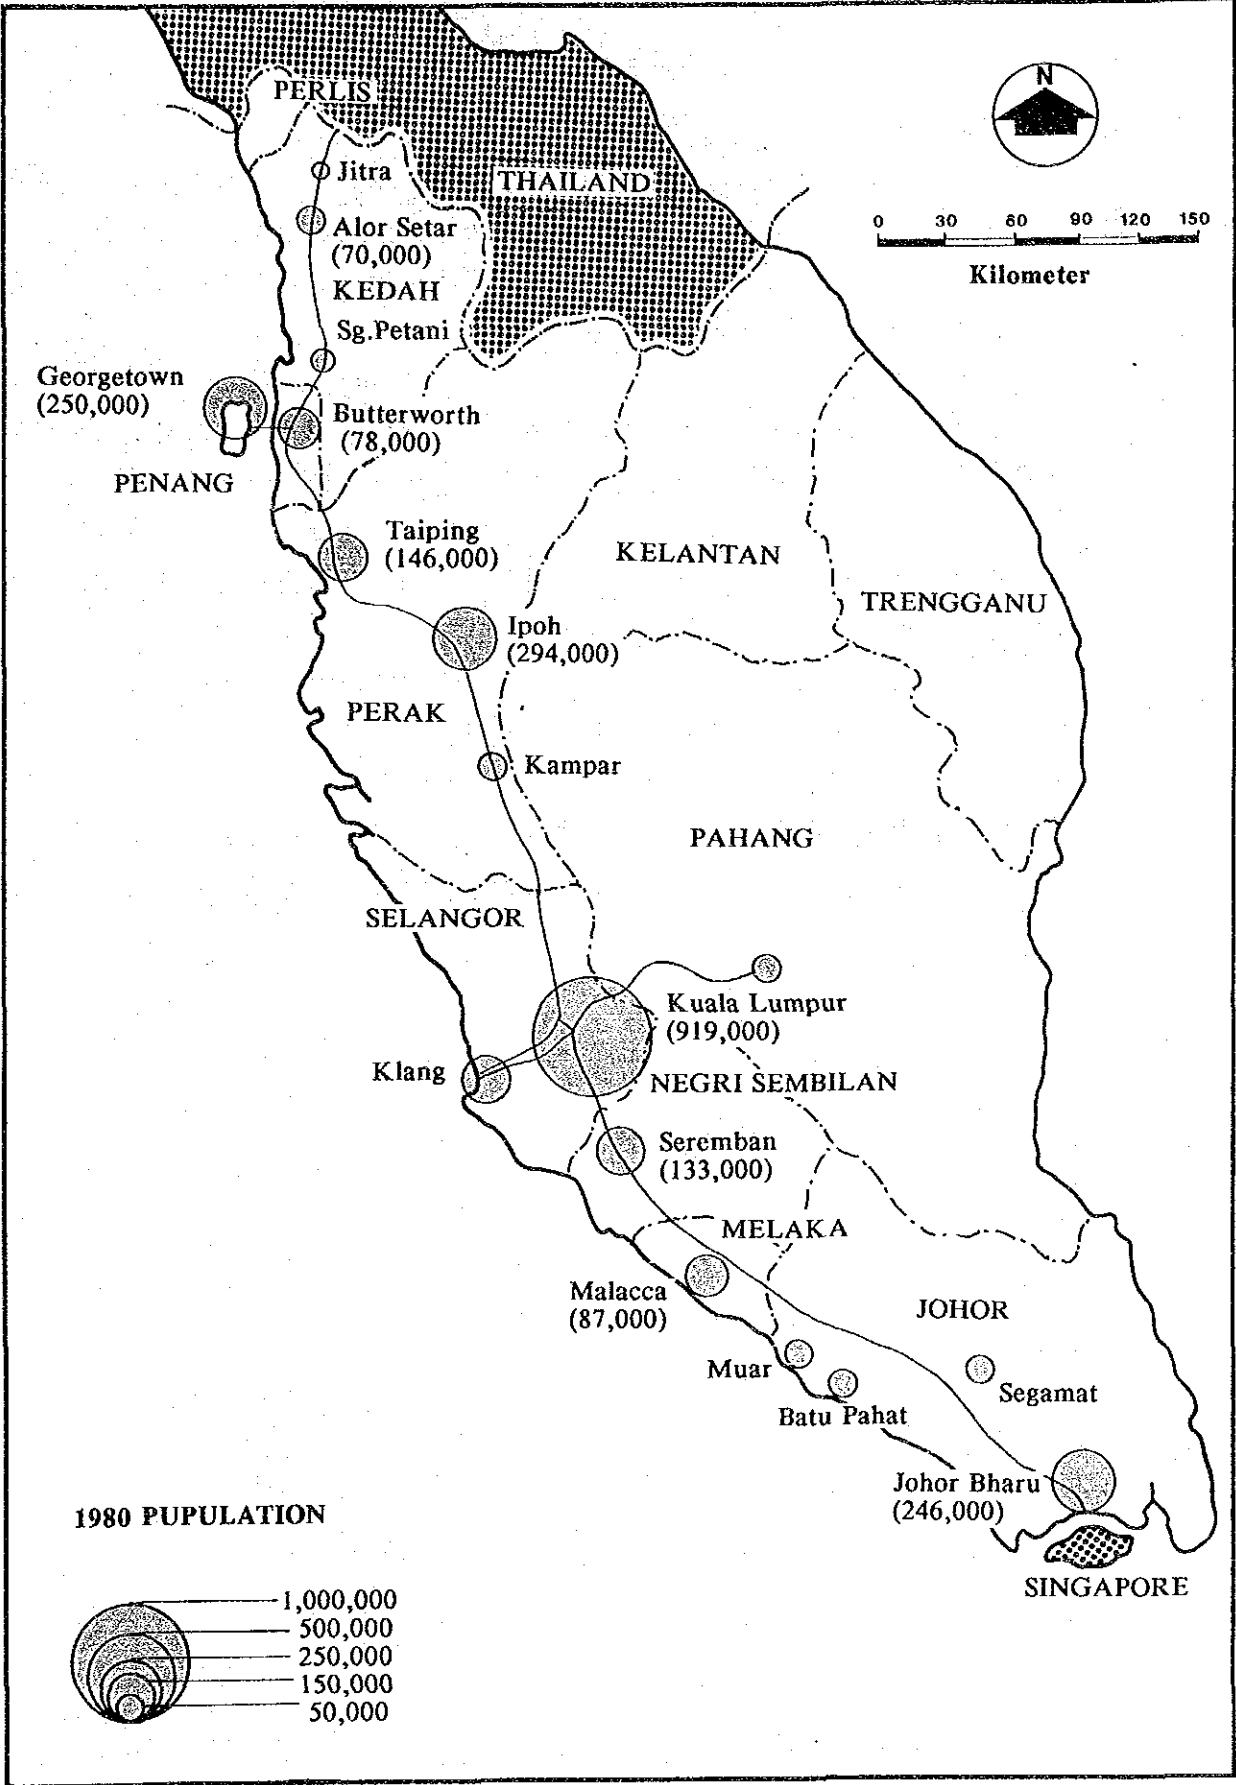 N
PERLIS
Jitra
THAILAND
0 30 60 90 120 150
Kilometer
Alor Setar
(70,000)
KEDAH
Sg.Petani
Georgetown
(250,000)
Butterworth
(78,000)
PENANG
Taiping
(146,000)
KELANTAN
TRENGGANU
Ipoh
(294,000)
PERAK
Kampar
PAHANG
SELANGOR
Kuala Lumpur
(919,000)
Klang
NEGRI SEMBILAN
Seremban
(133,000)
MELAKA
Malacca
(87,000)
JOHOR
Muar
Segamat
Batu Pahat
Johor Bharu
(246,000)
SINGAPORE
1980 PUPULATION
1,000,000
500,000
250,000
150,000
50,000